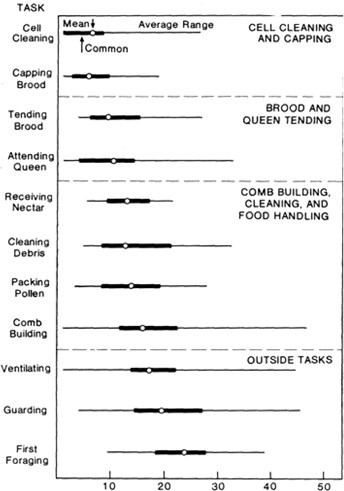 TASK
Mean
Average Range
CELL CLEANING
AND CAPPING
Cell
Cleaning
Common
Capping
Brood
BROOD AND
QUEEN TENDING
Tending
Brood
Attending
Queen
COMB BUILDING,
CLEANING, AND
FOOD HANDLING
Receiving
Nectar
Cleaning
Debris
Packing
Pollen
Comb
Building
OUTSIDE TASKS
Ventilating
Guarding
First
Foraging
10 20 30 40 50